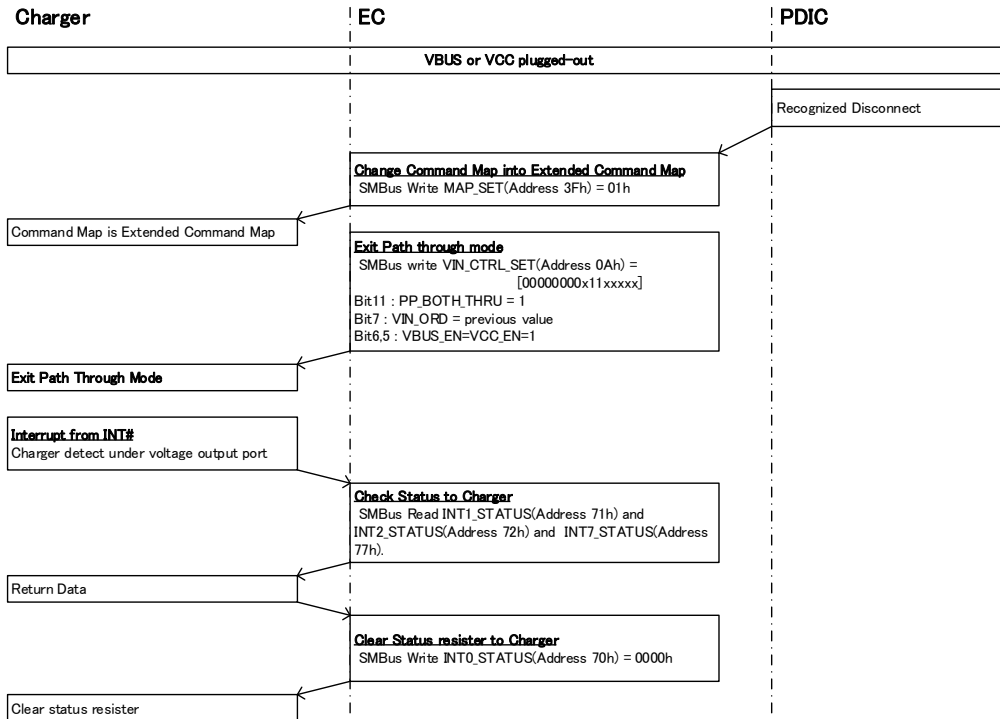 Charger
EC
PDIC
VBUS or VCC plugged-out
Recognized Disconnect
Change Command Map into Extended Command Map
SMBus Write MAP_SET(Address 3Fh) = 01h
Command Map is Extended Command Map
Exit Path through mode
SMBus write VIN_CTRL_SET(Address 0Ah) =
[00000000x11xxxxx]
Bit11 : PP_BOTH_THRU = 1
Bit7 : VIN_ORD = previous value
Bit6,5 : VBUS_EN=VCC_EN=1
Exit Path Through Mode
Interrupt from INT#
Charger detect under voltage output port
Check Status to Charger
SMBus Read INT1_STATUS(Address 71h) and
INT2_STATUS(Address 72h) and INT7_STATUS(Address
77h).
Return Data
Clear Status resister to Charger
SMBus Write INT0_STATUS(Address 70h) = 0000h
Clear status resister